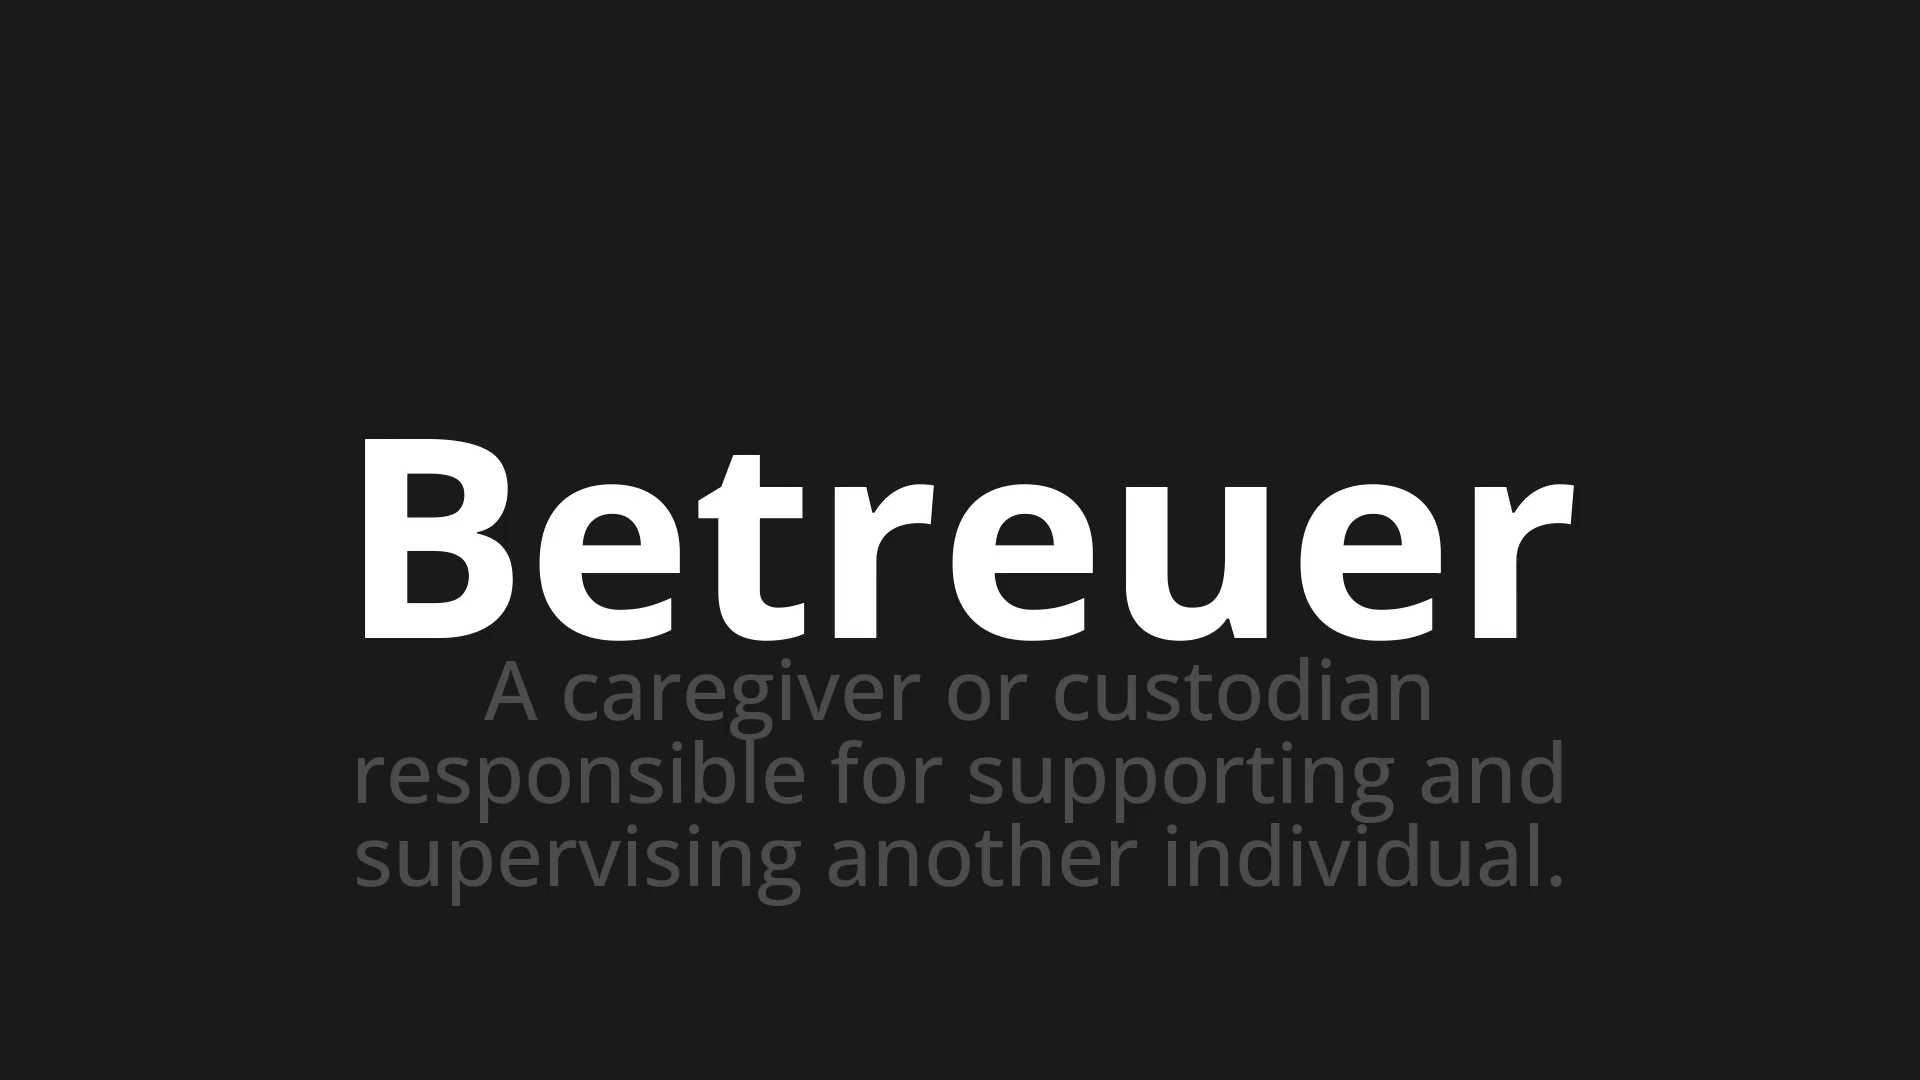 Betreuer
A caregiver or custodian
responsible for supporting and
supervising another individual.